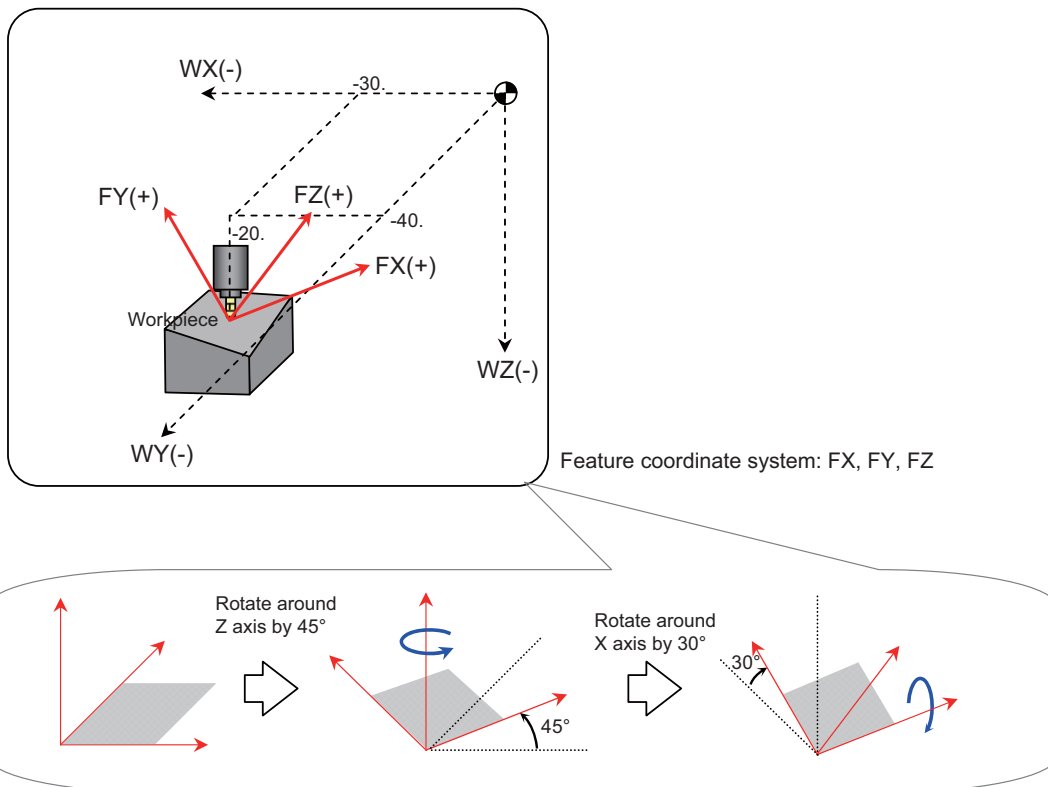 WX(-)
-30.
FY(+)
FZ(+)
-40.
-20.
FX(+)
Workpiece
WZ(-)
WY(-)
Feature coordinate system: FX, FY, FZ
Rotate around
Z axis by 45°
45°
Rotate around
X axis by 30°
30°